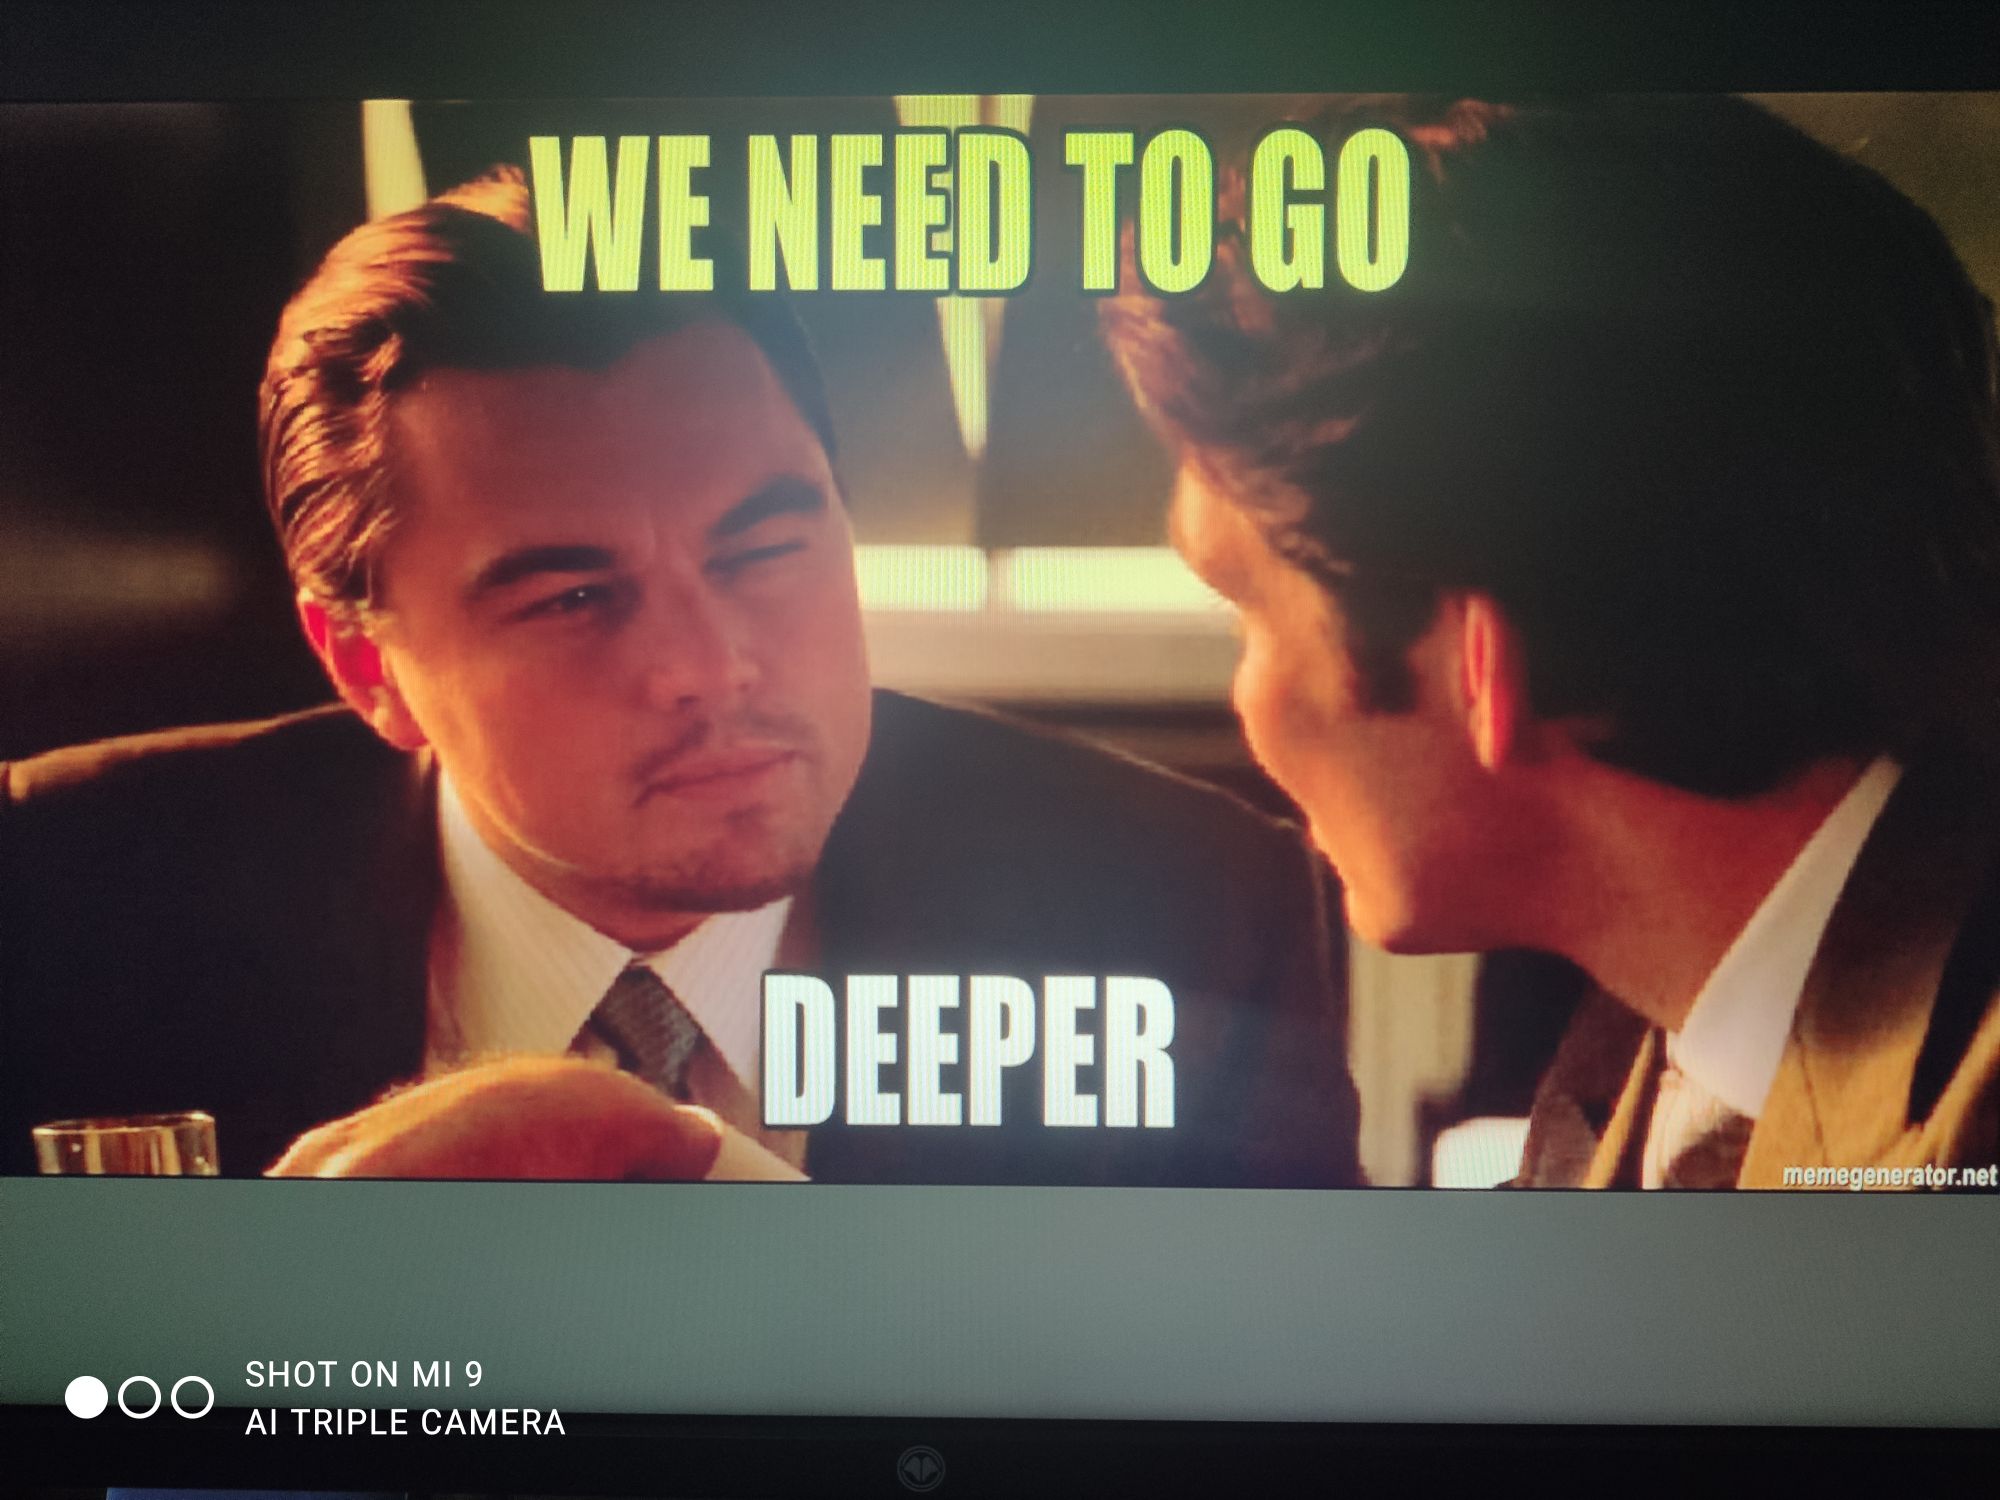 WE NEED TO GO
DEEPER
memegenerator.net
SHOT ON MI 9
AI TRIPLE CAMERA